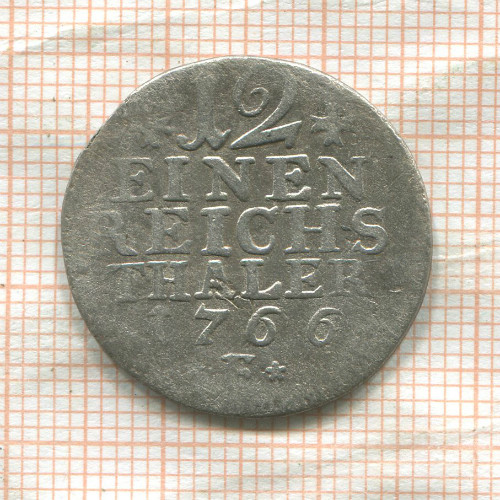 * 12 *
EINEN
REICHS
THALER
1766
* F *